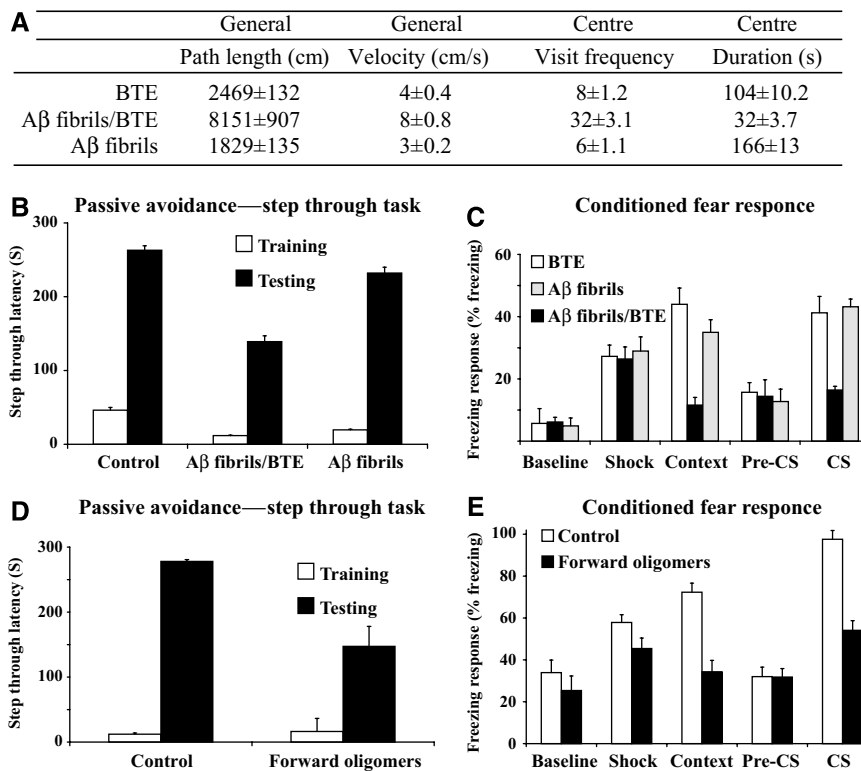 A
General General Centre Centre
Path length (cm) Velocity (cm/s) Visit frequency Duration (s)
BTE 2469±132 4±0.4 8±1.2 104±10.2
Aβ fibrils/BTE 8151±907 8±0.8 32±3.1 32±3.7
Aβ fibrils 1829±135 3±0.2 6±1.1 166±13
B
Passive avoidance—step through task
Step through latency (S)
300
200
100
0
Training
Testing
Control Aβ fibrils/BTE Aβ fibrils
C
Conditioned fear responce
Freezing response (% freezing)
60
40
20
BTE
Aβ fibrils
Aβ fibrils/BTE
Baseline Shock Context Pre-CS CS
D
Passive avoidance—step through task
Step through latency (S)
300
200
100
0
Training
Testing
Control Forward oligomers
E
Conditioned fear responce
Freezing response (% freezing)
100
80
60
40
20
0
Control
Forward oligomers
Baseline Shock Context Pre-CS CS